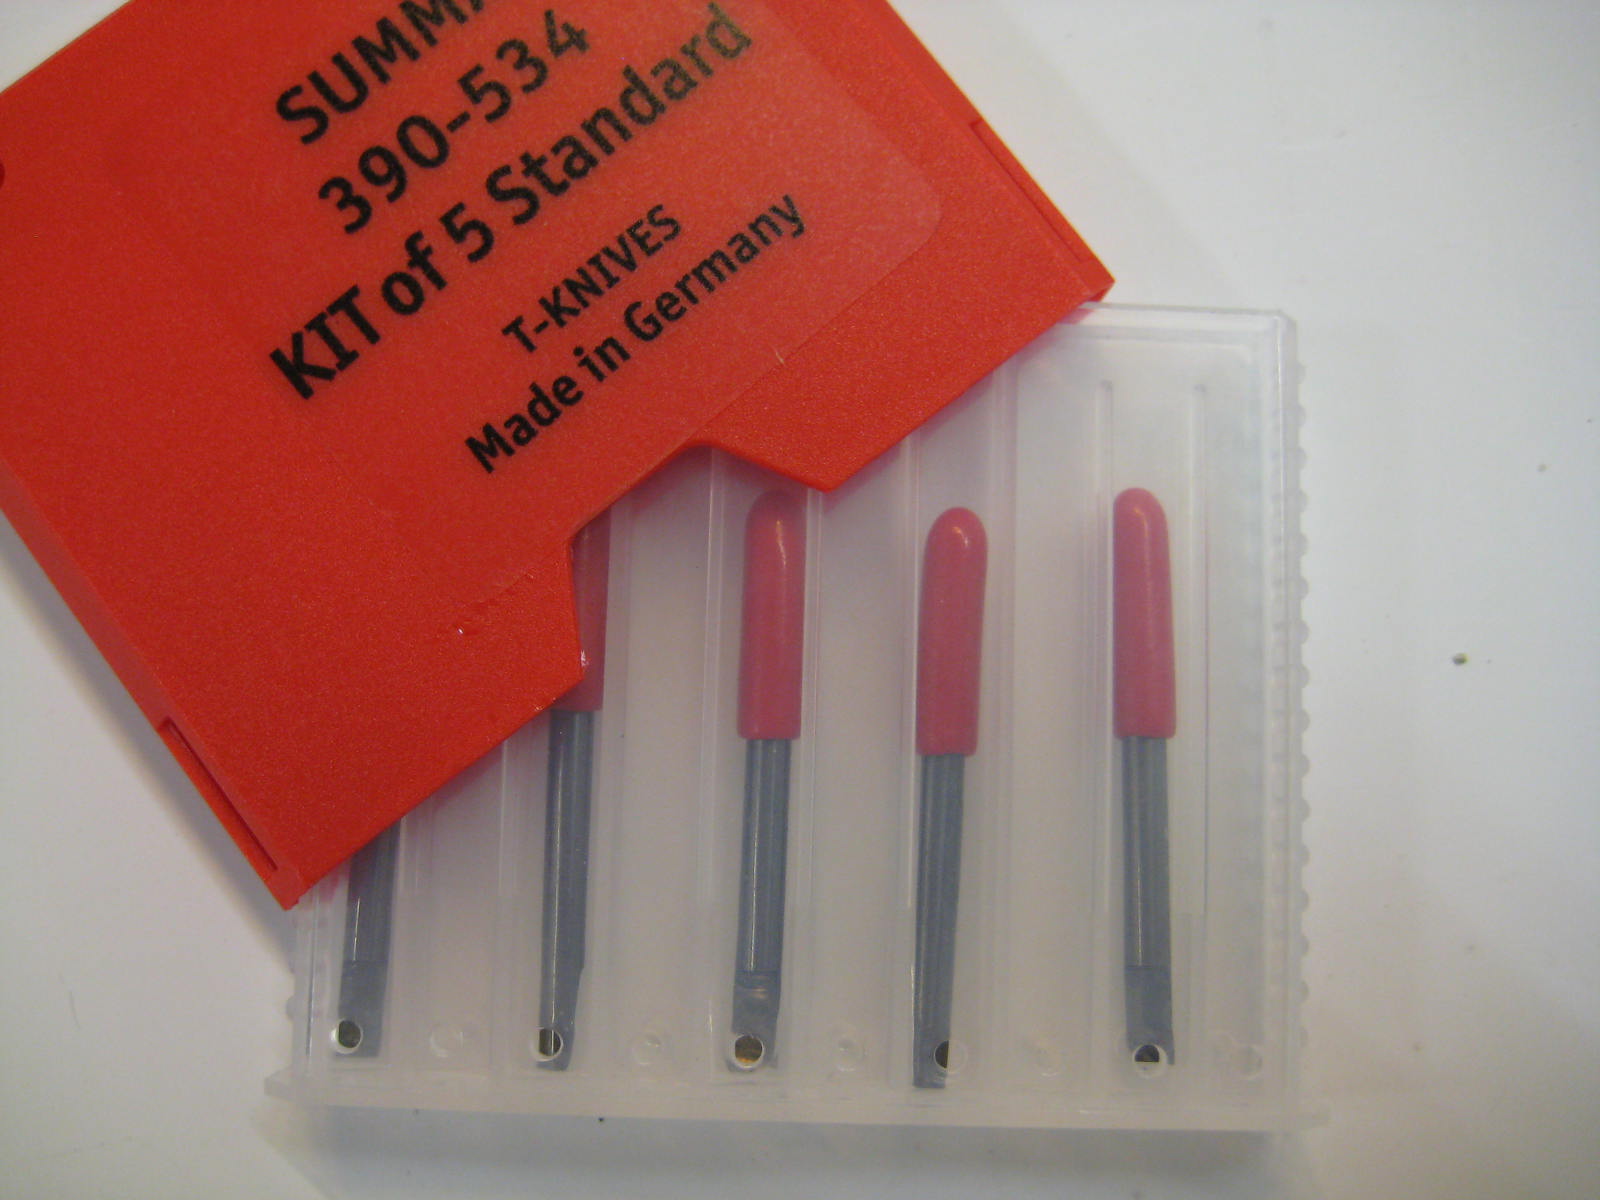 390-534
KIT of 5 Standard
T-KNIVES
Made in Germany